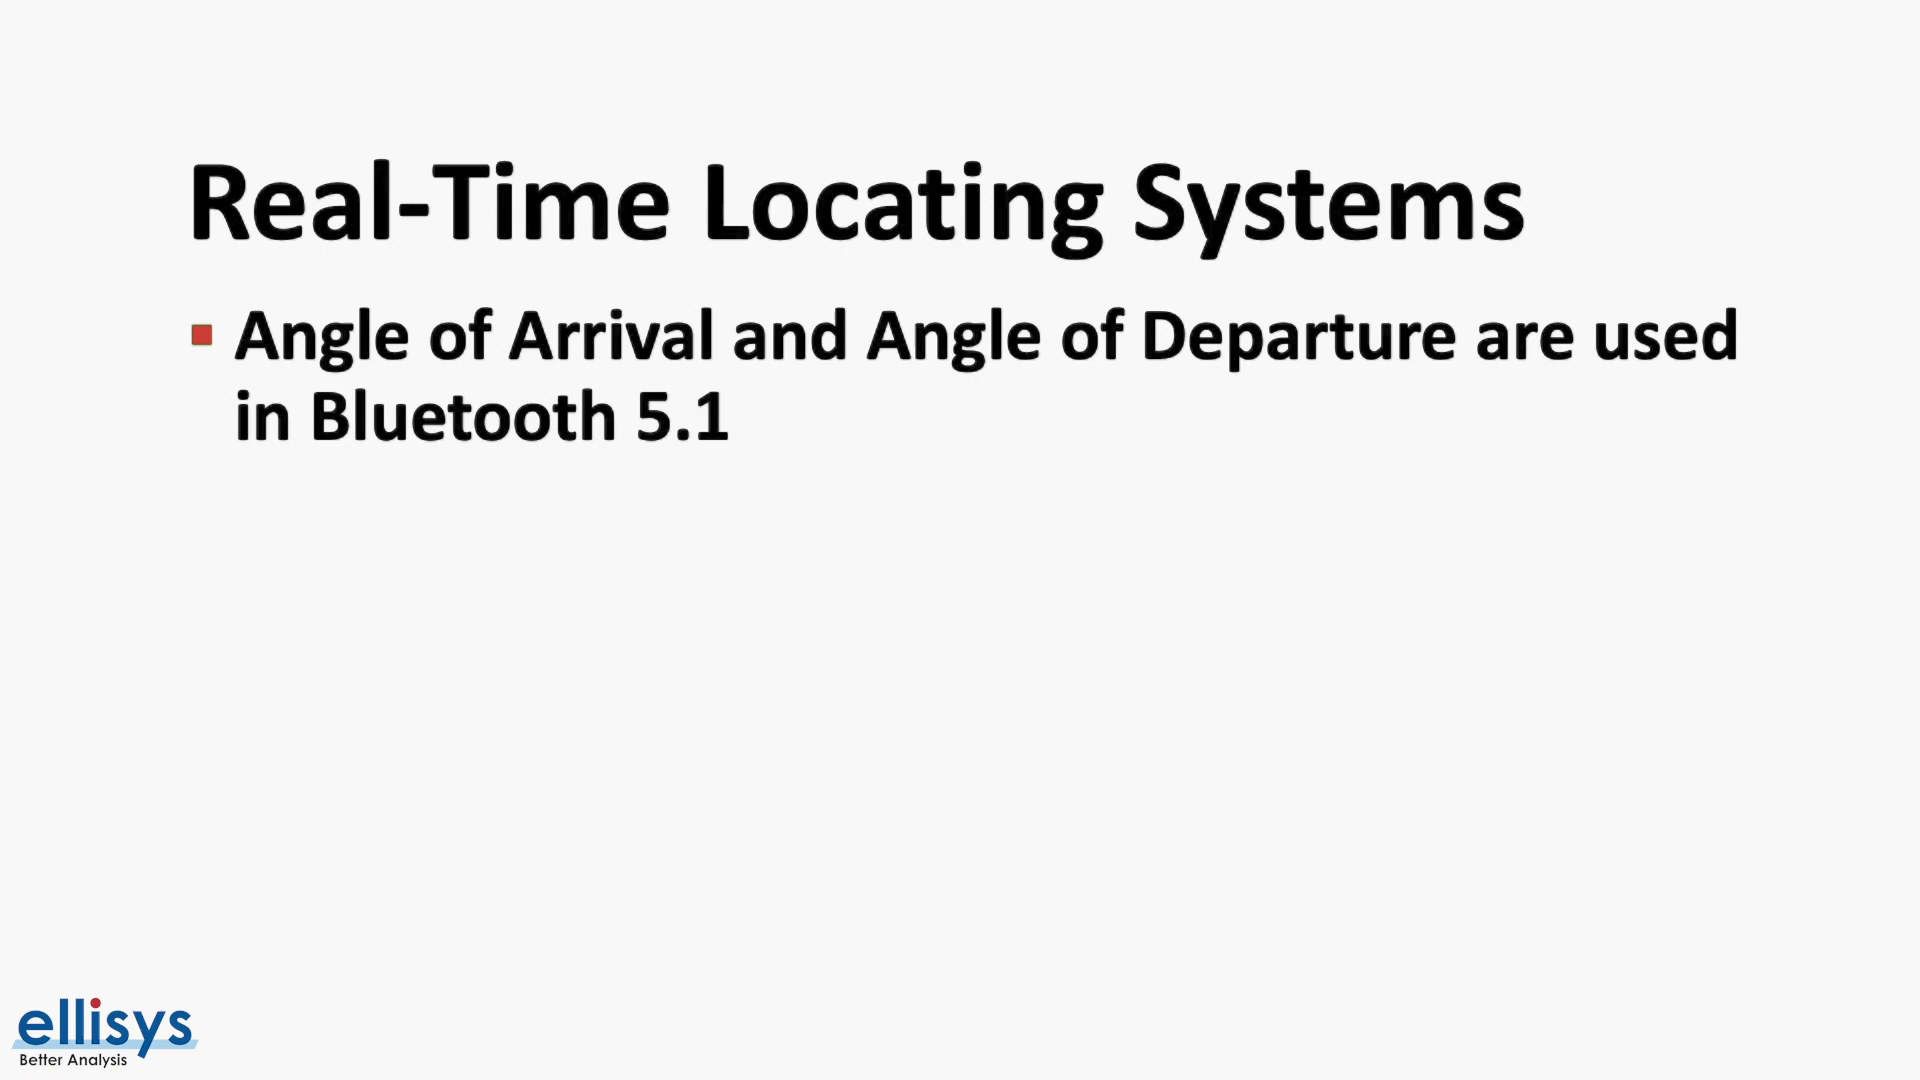 Real-Time Locating Systems
Angle of Arrival and Angle of Departure are used
in Bluetooth 5.1
ellisys
Better Analysis